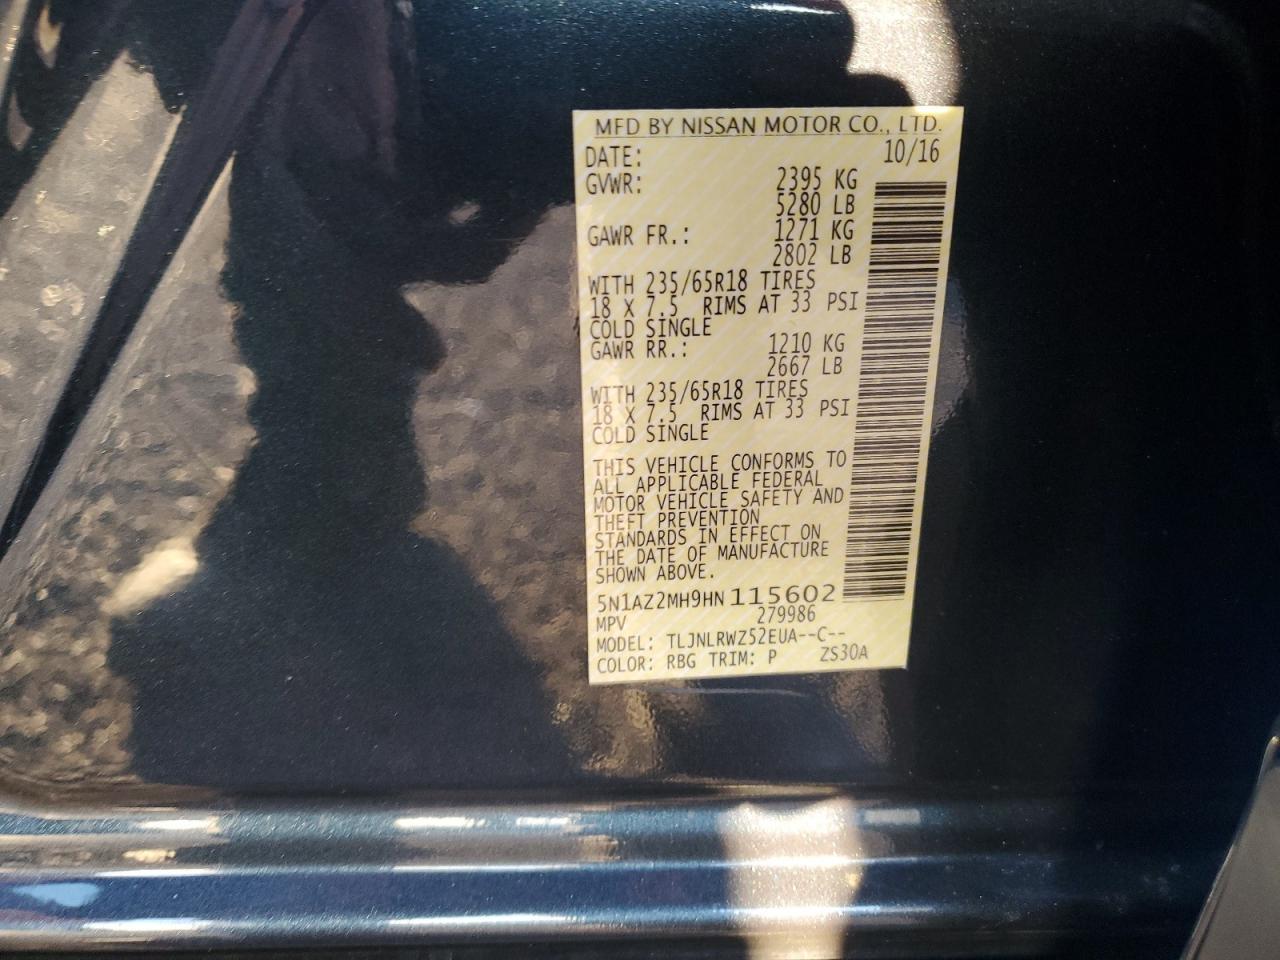 MFD BY NISSAN MOTOR CO., LTD.
DATE: 10/16
GVWR: 2395 KG
5280 LB
GAWR FR.: 1271 KG
2802 LB
WITH 235/65R18 TIRES
18 X 7.5 RIMS AT 33 PSI
COLD SINGLE
GAWR RR.: 1210 KG
2667 LB
WITH 235/65R18 TIRES
18 X 7.5 RIMS AT 33 PSI
COLD SINGLE
THIS VEHICLE CONFORMS TO
ALL APPLICABLE FEDERAL
MOTOR VEHICLE SAFETY AND
THEFT PREVENTION
STANDARDS IN EFFECT ON
THE DATE OF MANUFACTURE
SHOWN ABOVE.
5N1AZ2MH9HN115602
MPV 279986
MODEL: TLJNLRWZ52EUA--C--
COLOR: RBG TRIM: P ZS30A